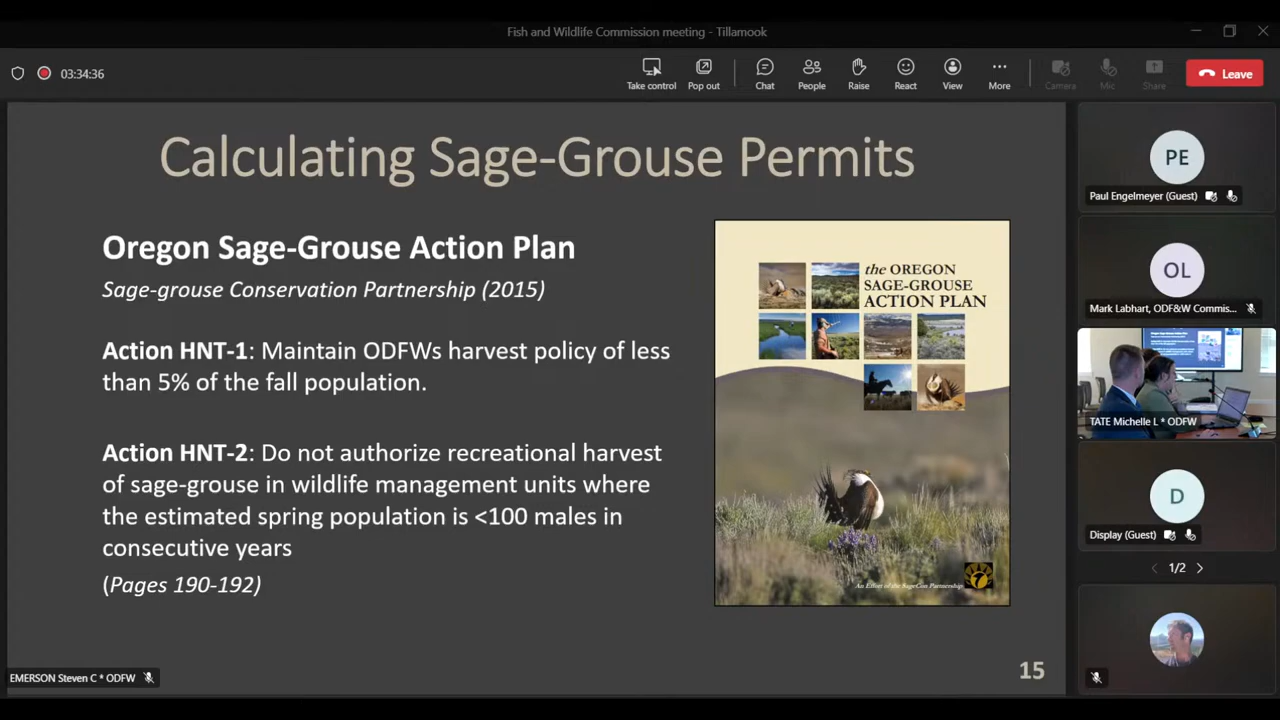 Fish and Wildlife Commission meeting - Tillamook
03:34:36
Take control
Pop out
Chat
People
Raise
React
View
More
Camera
Mic
Share
Leave
Calculating Sage-Grouse Permits
Oregon Sage-Grouse Action Plan
Sage-grouse Conservation Partnership (2015)
Action HNT-1: Maintain ODFWs harvest policy of less
than 5% of the fall population.
Action HNT-2: Do not authorize recreational harvest
of sage-grouse in wildlife management units where
the estimated spring population is <100 males in
consecutive years
(Pages 190-192)
the OREGON
SAGE-GROUSE
ACTION PLAN
An Effort of the SageCon Partnership
15
EMERSON Steven C * ODFW
PE
Paul Engelmeyer (Guest)
OL
Mark Labhart, ODF&W Commis...
TATE Michelle L * ODFW
D
Display (Guest)
1/2